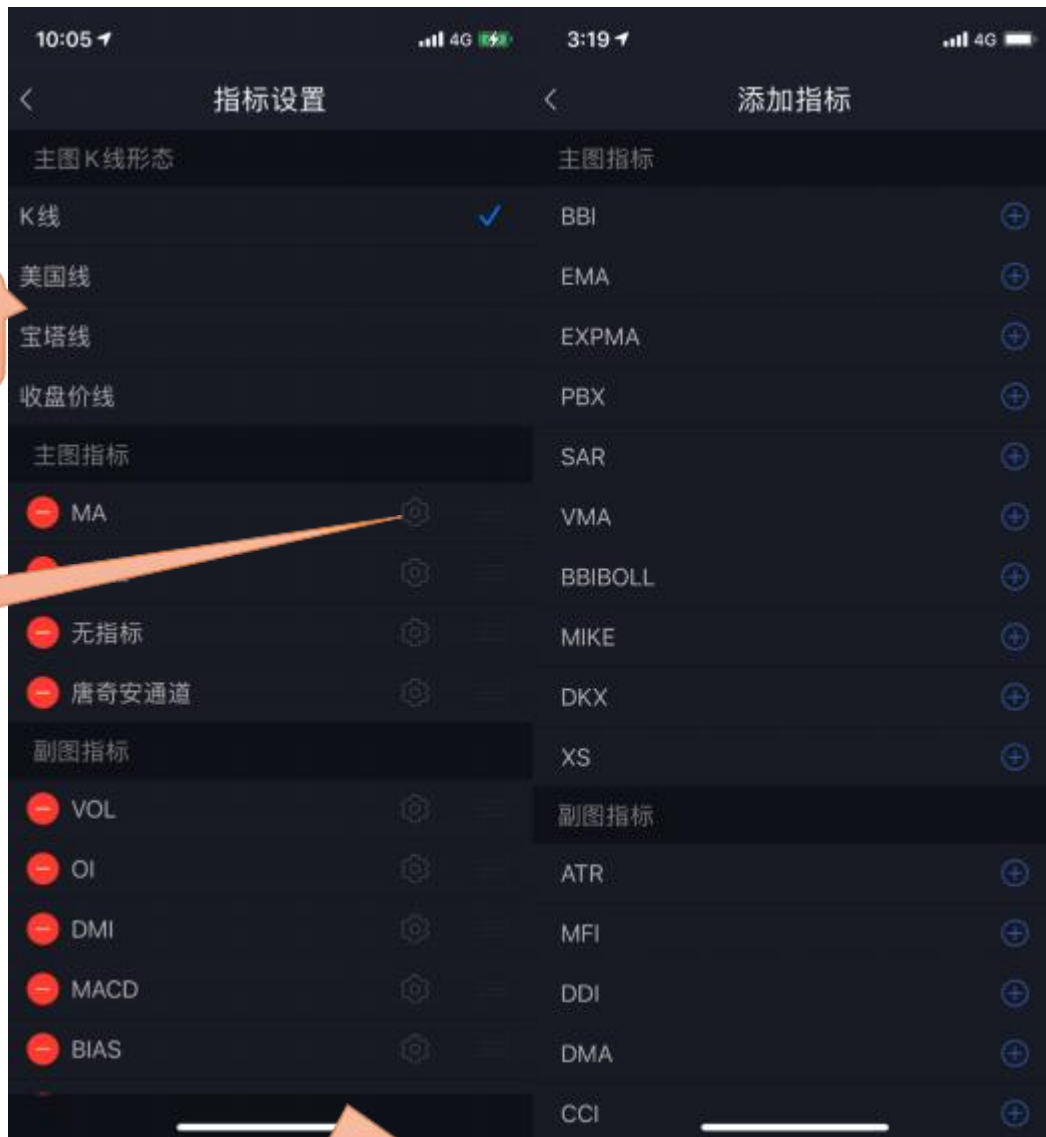 10:05
4G
指标设置
主图K线形态
K线
美国线
宝塔线
收盘价线
主图指标
MA
无指标
唐奇安通道
副图指标
VOL
OI
DMI
MACD
BIAS
3:19
4G
添加指标
主图指标
BBI
EMA
EXPMA
PBX
SAR
VMA
BBIBOLL
MIKE
DKX
XS
副图指标
ATR
MFI
DDI
DMA
CCI